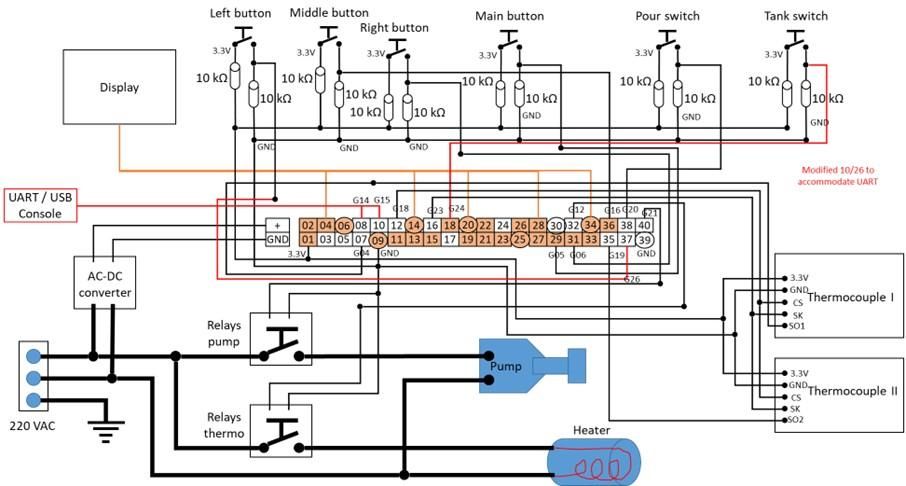 Left button
Middle button
Right button
Main button
Pour switch
Tank switch
3.3V
3.3V
3.3V
3.3V
3.3V
3.3V
Display
10 kΩ
10 kΩ
10 kΩ
10 kΩ
10 kΩ
10 kΩ
10 kΩ
10 kΩ
10 kΩ
10 kΩ
10 kΩ
10 kΩ
GND
GND
GND
GND
GND
GND
Modified 10/26 to
accommodate UART
UART / USB
Console
G14
G15
G18
G23
G24
G12
G16
G20
G21
+
02 04 06 08 10 12 14 16 18 20 22 24 26 28 30 32 34 36 38 40
GND
01 03 05 07 09 11 13 15 17 19 21 23 25 27 29 31 33 35 37 39
3.3V
G04
GND
G05
G06
G19
GND
G26
AC-DC
converter
Relays
pump
Pump
Relays
thermo
220 VAC
Heater
3.3V
GND
CS
SK
SO1
Thermocouple I
3.3V
GND
CS
SK
SO2
Thermocouple II